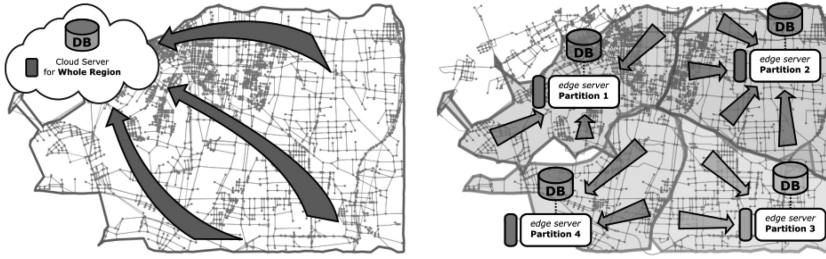 DB
Cloud Server
for Whole Region
DB
edge server
Partition 1
DB
edge server
Partition 2
DB
edge server
Partition 4
DB
edge server
Partition 3